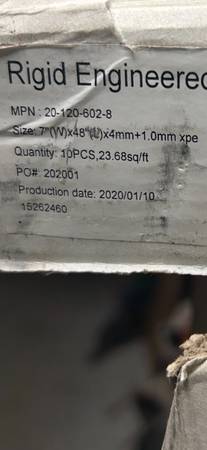 Rigid Engineered
MPN : 20-120-602-8
Size: 7"(W)x48"(L)x4mm+1.0mm xpe
Quantity: 10PCS,23.68sq/ft
PO#: 202001
Production date: 2020/01/10
15262460